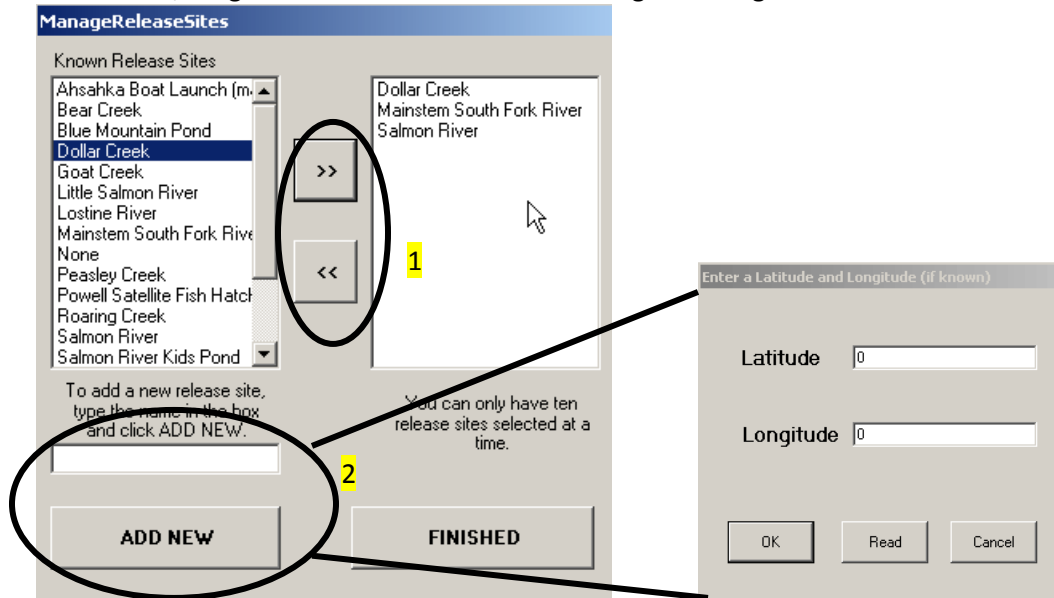 ManageReleaseSites
Known Release Sites
Ahsahka Boat Launch (m
Bear Creek
Blue Mountain Pond
Dollar Creek
Goat Creek
Little Salmon River
Lostine River
Mainstem South Fork Rive
None
Peasley Creek
Powell Satellite Fish Hatch
Roaring Creek
Salmon River
Salmon River Kids Pond
>>
<<
1
Dollar Creek
Mainstem South Fork River
Salmon River
To add a new release site,
type the name in the box
and click ADD NEW.
You can only have ten
release sites selected at a
time.
2
ADD NEW
FINISHED
Enter a Latitude and Longitude (if known)
Latitude 0
Longitude 0
OK Read Cancel